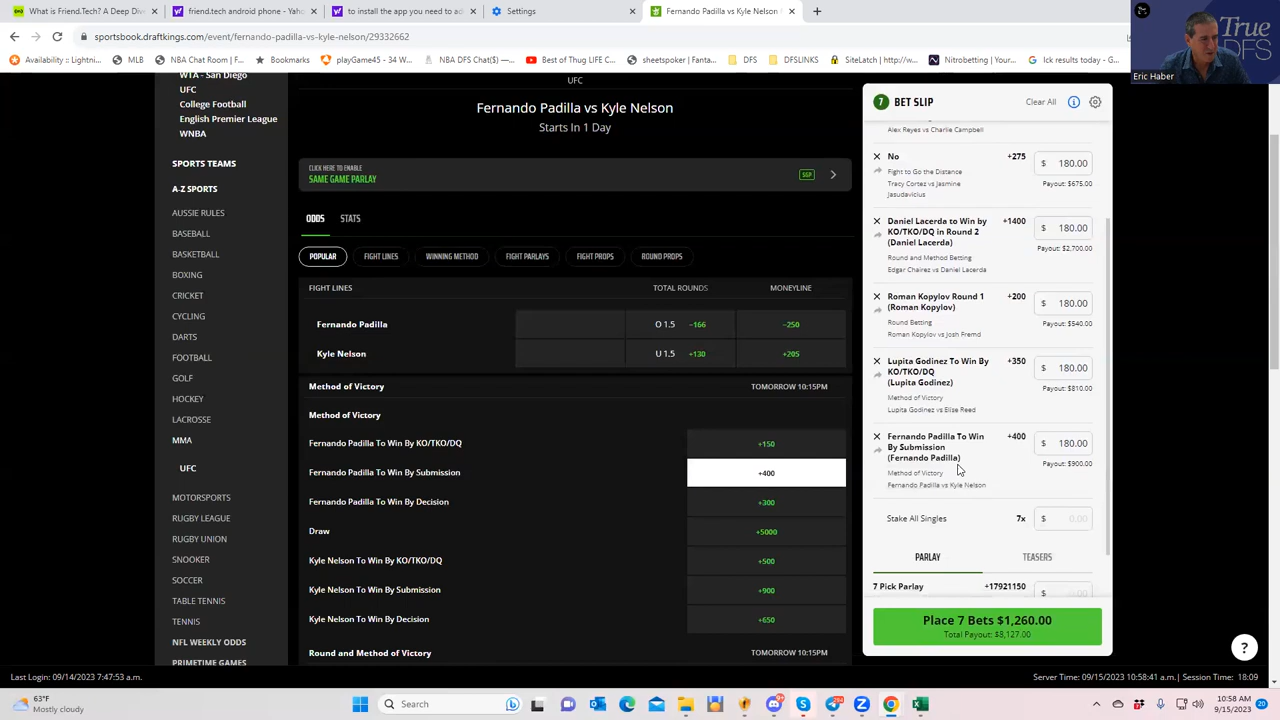 What is Friend.Tech? A Deep Dive
friend.tech android phone - Yaho
to install the app you need to ad
Settings
Fernando Padilla vs Kyle Nelson
sportsbook.draftkings.com/event/fernando-padilla-vs-kyle-nelson/29332662
Availability :: Lightnin...
MLB
NBA Chat Room | G...
Bookmarks
playGame45 - 34 W...
NBA DFS Chat($) —...
Best of Thug LIFE C...
sheetspoker | Fanta...
DFS
DFSLINKS
SiteLatch | --- My...
Nitrobetting | Your...
Ick results today - G...
True
DFS
Eric Haber
WTA - San Diego
UFC
College Football
English Premier League
WNBA
SPORTS TEAMS
A-Z SPORTS
AUSSIE RULES
BASEBALL
BASKETBALL
BOXING
CRICKET
CYCLING
DARTS
FOOTBALL
GOLF
HOCKEY
LACROSSE
MMA
UFC
MOTORSPORTS
RUGBY LEAGUE
RUGBY UNION
SNOOKER
SOCCER
TABLE TENNIS
TENNIS
NFL WEEKLY ODDS
PRIMETIME GAMES
UFC
Fernando Padilla vs Kyle Nelson
Starts In 1 Day
CLICK HERE TO ENABLE
SAME GAME PARLAY
SGP
ODDS
STATS
POPULAR
FIGHT LINES
WINNING METHOD
FIGHT PARLAYS
FIGHT PROPS
ROUND PROPS
FIGHT LINES
TOTAL ROUNDS
MONEYLINE
Fernando Padilla
O 1.5 −166
−250
Kyle Nelson
U 1.5 +130
+205
Method of Victory
TOMORROW 10:15PM
Method of Victory
Fernando Padilla To Win By KO/TKO/DQ
+150
Fernando Padilla To Win By Submission
+400
Fernando Padilla To Win By Decision
+300
Draw
+5000
Kyle Nelson To Win By KO/TKO/DQ
+500
Kyle Nelson To Win By Submission
+900
Kyle Nelson To Win By Decision
+650
Round and Method of Victory
TOMORROW 10:15PM
7 BET SLIP
Clear All
Alex Reyes vs Charlie Campbell
No
+275
$ 180.00
Fight to Go the Distance
Tracy Cortez vs Jasmine
Jasudavicius
Payout: $675.00
Daniel Lacerda to Win by
KO/TKO/DQ in Round 2
(Daniel Lacerda)
+1400
$ 180.00
Payout: $2,700.00
Round and Method Betting
Edgar Chairez vs Daniel Lacerda
Roman Kopylov Round 1
(Roman Kopylov)
+200
$ 180.00
Payout: $540.00
Round Betting
Roman Kopylov vs Josh Fremd
Lupita Godinez To Win By
KO/TKO/DQ
(Lupita Godinez)
+350
$ 180.00
Payout: $810.00
Method of Victory
Lupita Godinez vs Elise Reed
Fernando Padilla To Win
By Submission
(Fernando Padilla)
+400
$ 180.00
Payout: $900.00
Method of Victory
Fernando Padilla vs Kyle Nelson
Stake All Singles
7x
$ 0.00
PARLAY
TEASERS
7 Pick Parlay
+17921150
$ 0.00
Place 7 Bets $1,260.00
Total Payout: $8,127.00
?
Last Login: 09/14/2023 7:47:53 a.m.
Server Time: 09/15/2023 10:58:41 a.m.| Session Time: 18:09
63°F
Mostly cloudy
Search
10:58 AM
9/15/2023
20